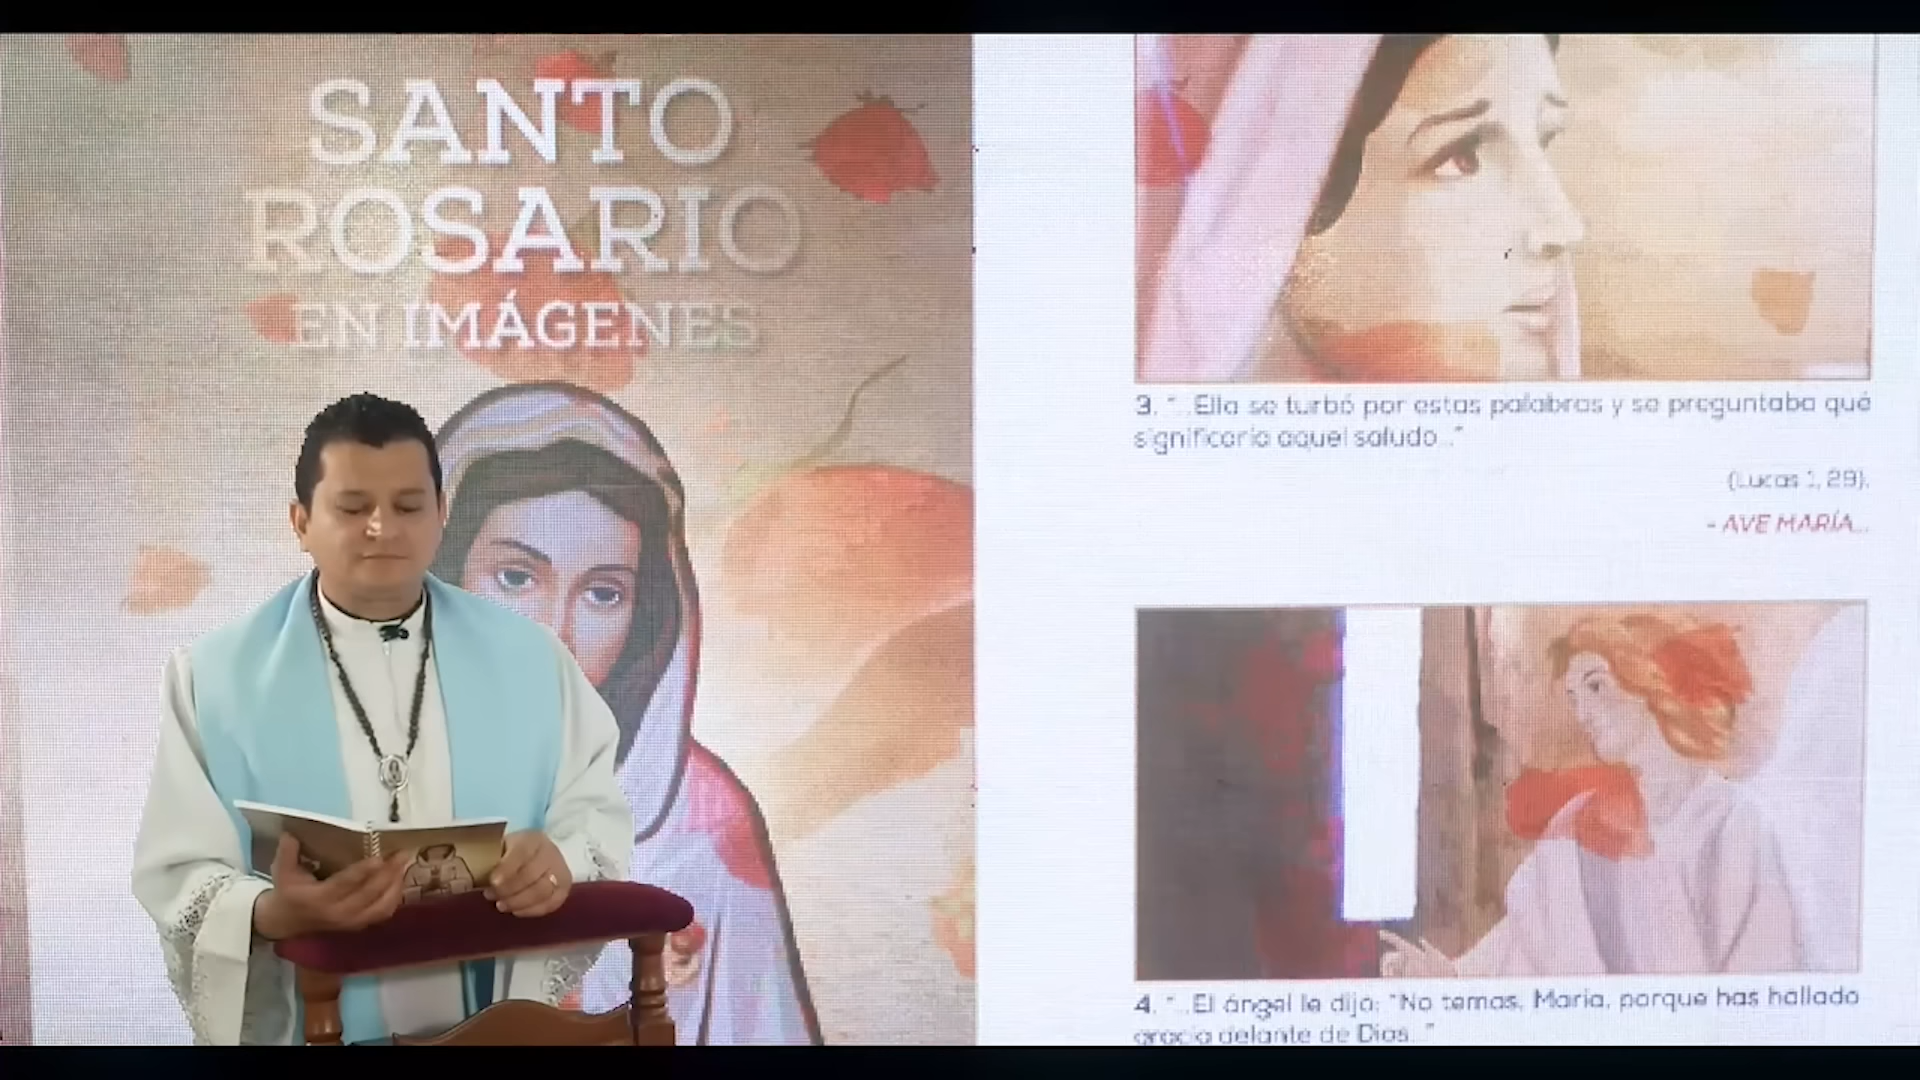 SANTO
ROSARIO
EN IMÁGENES
3. "...Ella se turbó por estas palabras y se preguntaba qué
significaría aquel saludo..."
(Lucas 1, 29).
- AVE MARÍA...
4. "...El ángel le dijo: "No temas, María, porque has hallado
gracia delante de Dios..."